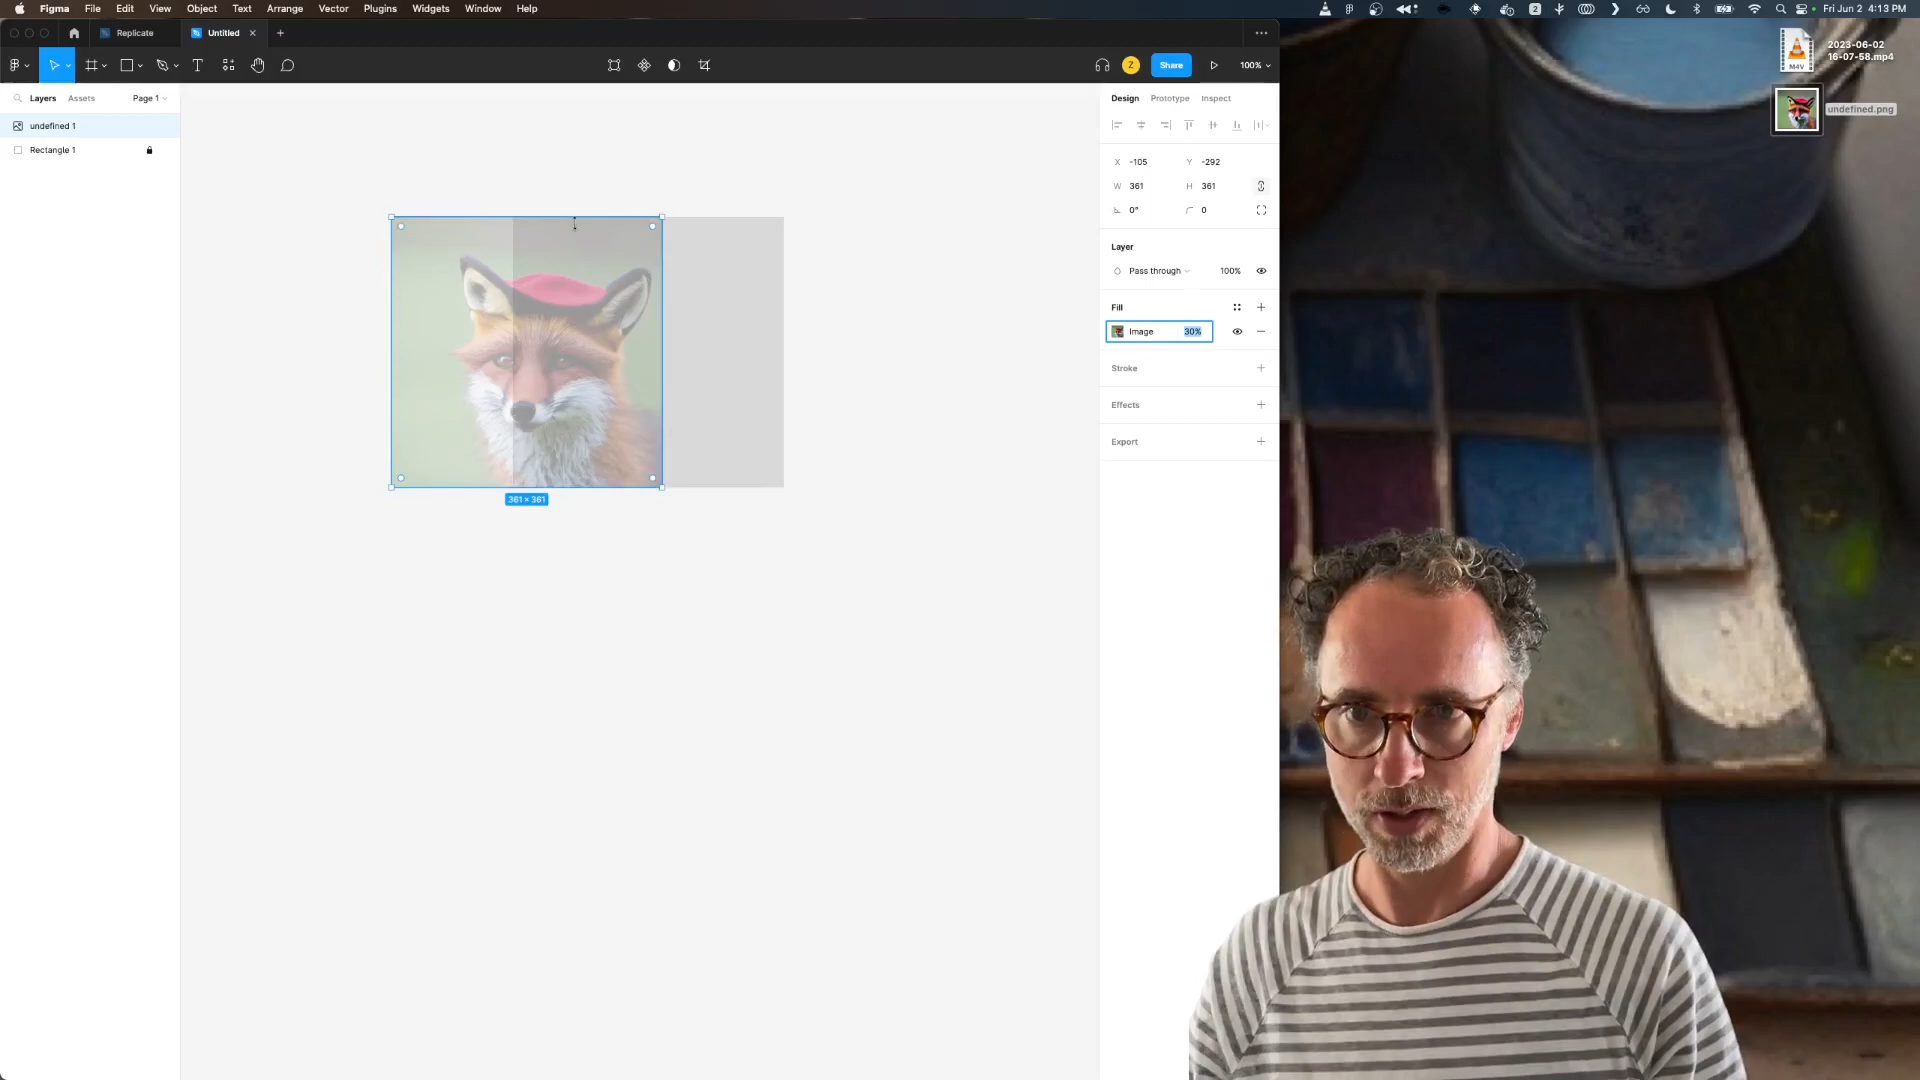 Figma File Edit View Object Text Arrange Vector Plugins Widgets Window Help
2 Fri Jun 2 4:13 PM
Replicate Untitled
Z Share 100%
Layers Assets Page 1
undefined 1
Rectangle 1
361 × 361
Design Prototype Inspect
X -105 Y -292
W 361 H 361
0° 0
Layer
Pass through 100%
Fill
Image 30%
Stroke
Effects
Export
M4V
2023-06-02
16-07-58.mp4
undefined.png